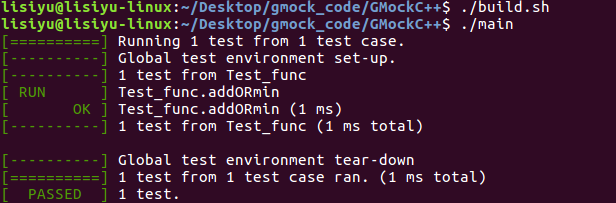 lisiyu@lisiyu-linux:~/Desktop/gmock_code/GMockC++$ ./build.sh
lisiyu@lisiyu-linux:~/Desktop/gmock_code/GMockC++$ ./main
[==========] Running 1 test from 1 test case.
[----------] Global test environment set-up.
[----------] 1 test from Test_func
[ RUN      ] Test_func.addORmin
[       OK ] Test_func.addORmin (1 ms)
[----------] 1 test from Test_func (1 ms total)
[----------] Global test environment tear-down
[==========] 1 test from 1 test case ran. (1 ms total)
[  PASSED  ] 1 test.